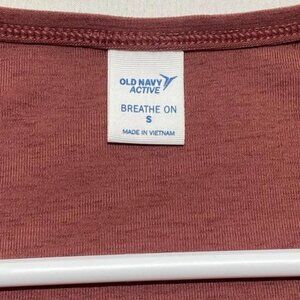 OLD NAVY
ACTIVE
BREATHE ON
S
MADE IN VIETNAM